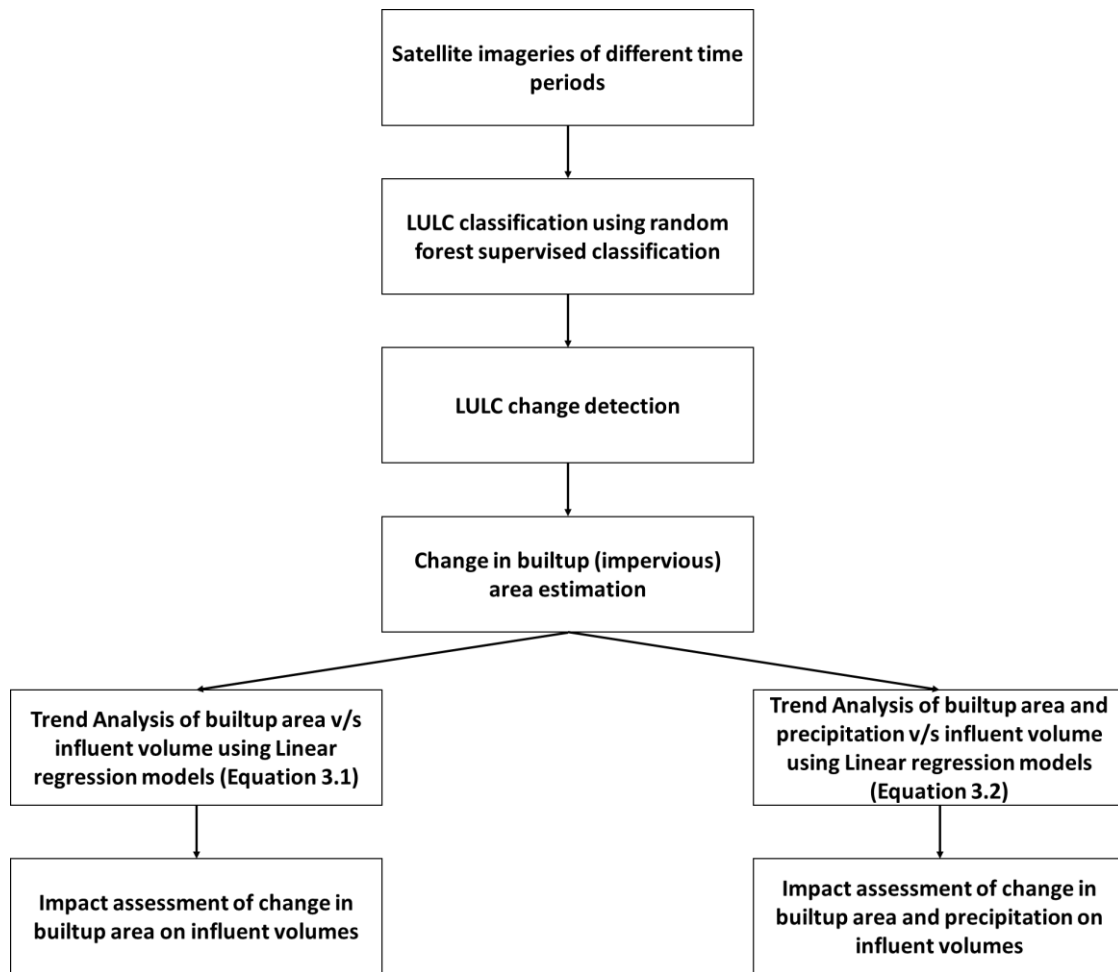 Satellite imageries of different time
periods
LULC classification using random
forest supervised classification
LULC change detection
Change in builtup (impervious)
area estimation
Trend Analysis of builtup area v/s
influent volume using Linear
regression models (Equation 3.1)
Trend Analysis of builtup area and
precipitation v/s influent volume
using Linear regression models
(Equation 3.2)
Impact assessment of change in
builtup area on influent volumes
Impact assessment of change in
builtup area and precipitation on
influent volumes